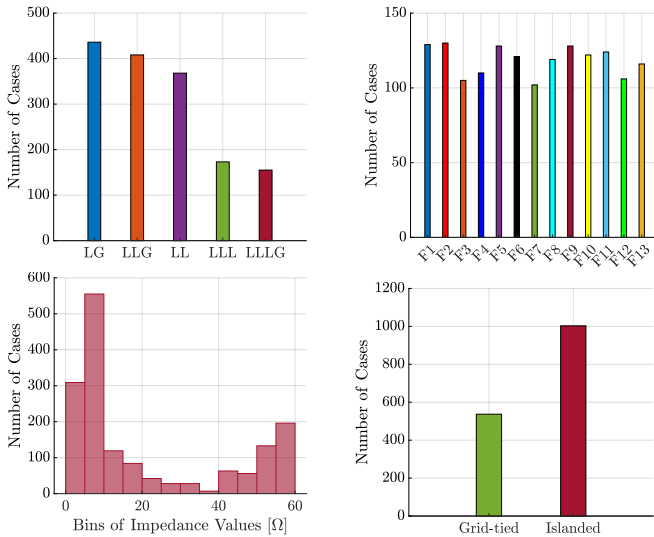 500
400
300
200
100
0
Number of Cases
LG LLG LL LLL LLLG
150
100
50
0
Number of Cases
F1 F2 F3 F4 F5 F6 F7 F8 F9 F10 F11 F12 F13
600
500
400
300
200
100
0
Number of Cases
0 20 40 60
Bins of Impedance Values [Ω]
1200
1000
800
600
400
200
0
Number of Cases
Grid-tied Islanded